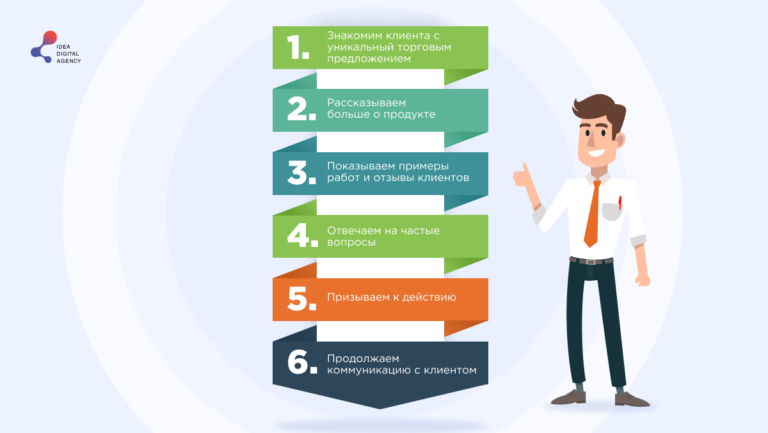 IDEA
DIGITAL
AGENCY
1. Знакомим клиента с
уникальный торговым
предложением
2. Рассказываем
больше о продукте
3. Показываем примеры
работ и отзывы клиентов
4. Отвечаем на частые
вопросы
5. Призываем к действию
6. Продолжаем
коммуникацию с клиентом